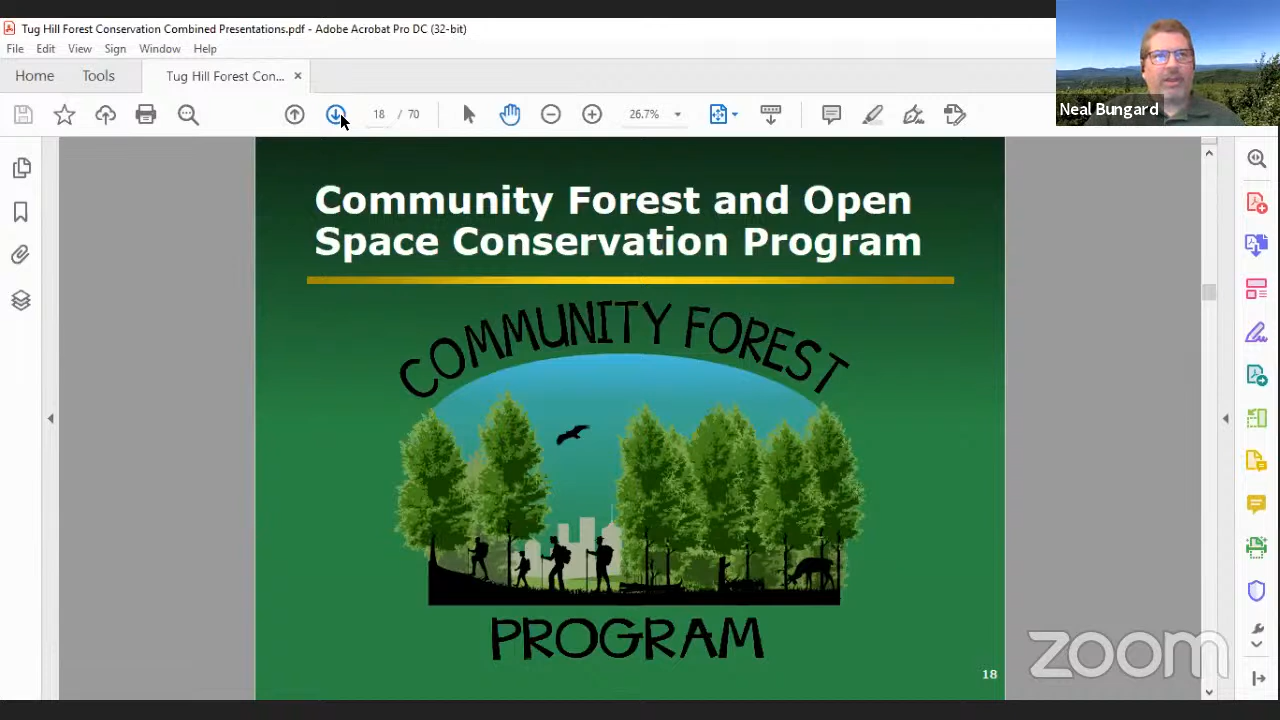 Tug Hill Forest Conservation Combined Presentations.pdf - Adobe Acrobat Pro DC (32-bit)
File Edit View Sign Window Help
Home Tools Tug Hill Forest Con... ×
18 / 70 26.7%
Neal Bungard
Community Forest and Open
Space Conservation Program
COMMUNITY FOREST
PROGRAM
18
zoom